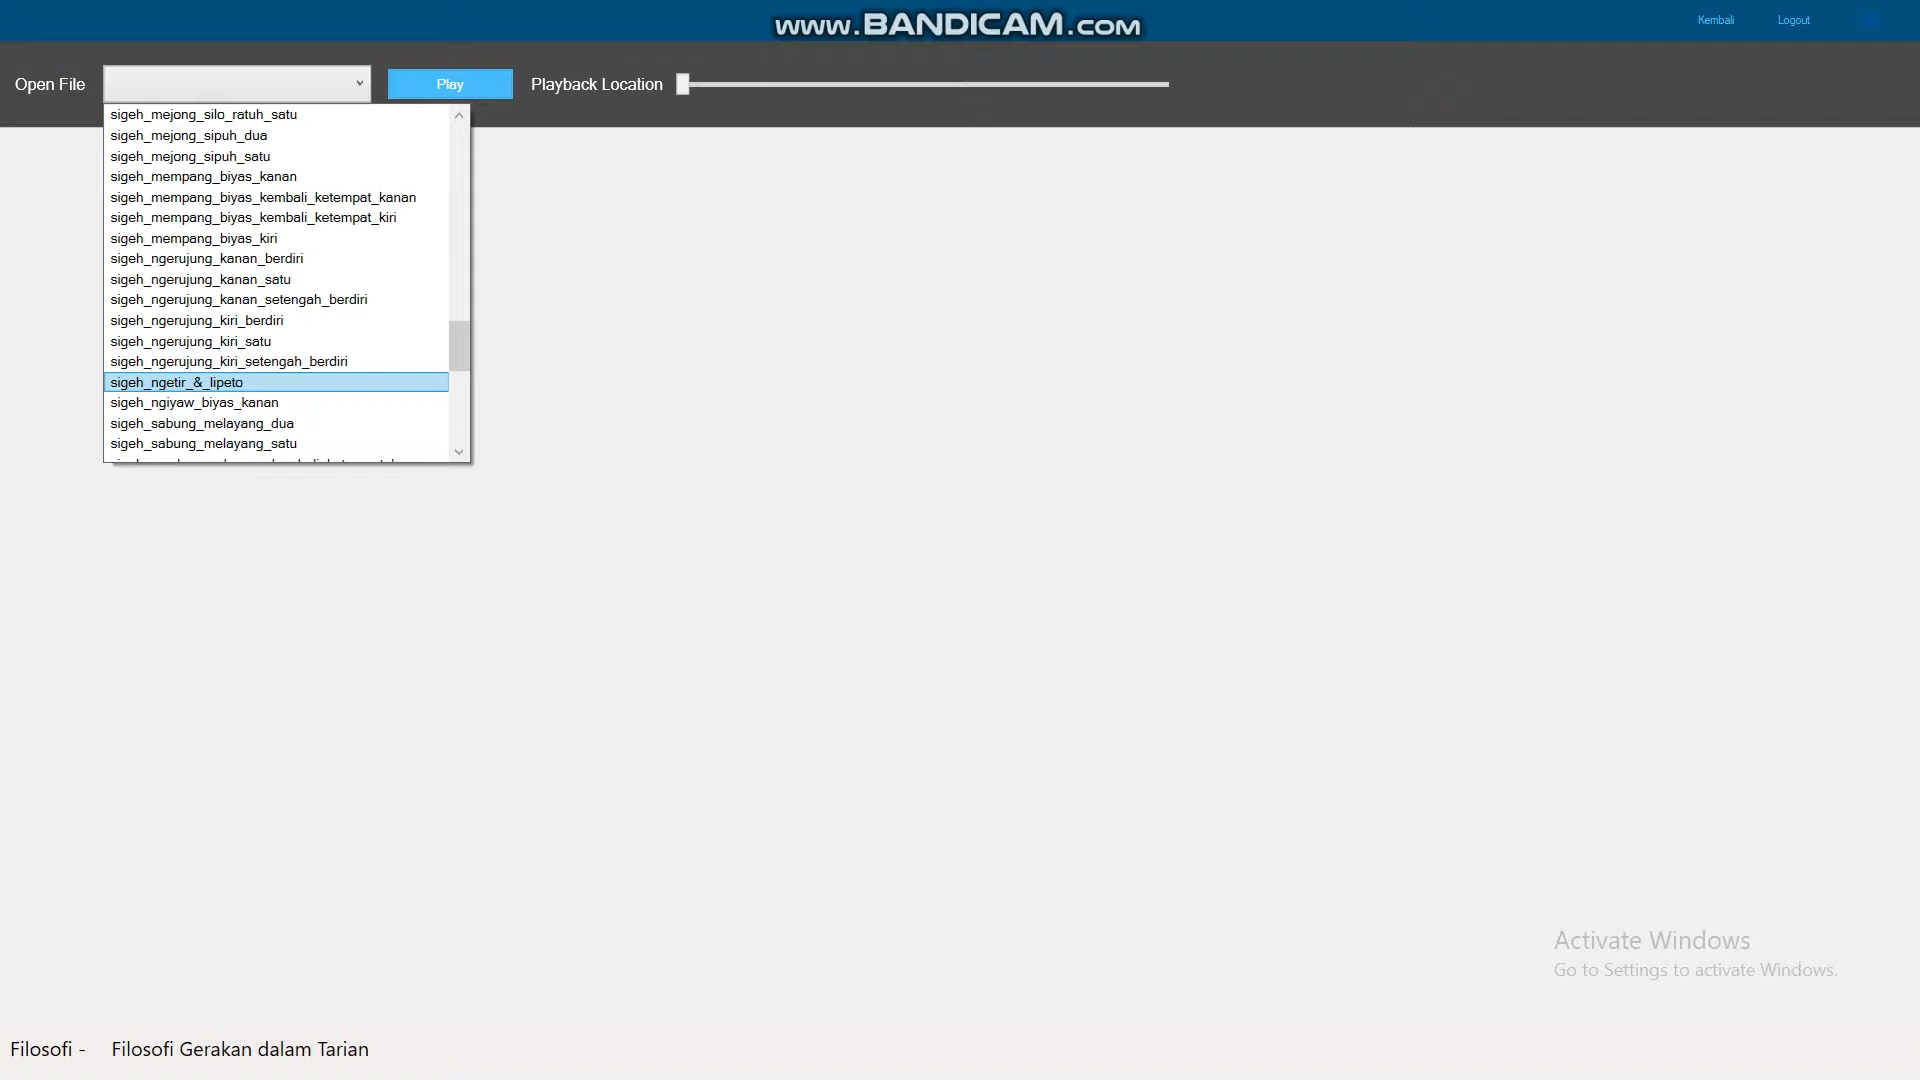 www.BANDICAM.com
Kembali
Logout
Open File
Play
Playback Location
sigeh_mejong_silo_ratuh_satu
sigeh_mejong_sipuh_dua
sigeh_mejong_sipuh_satu
sigeh_mempang_biyas_kanan
sigeh_mempang_biyas_kembali_ketempat_kanan
sigeh_mempang_biyas_kembali_ketempat_kiri
sigeh_mempang_biyas_kiri
sigeh_ngerujung_kanan_berdiri
sigeh_ngerujung_kanan_satu
sigeh_ngerujung_kanan_setengah_berdiri
sigeh_ngerujung_kiri_berdiri
sigeh_ngerujung_kiri_satu
sigeh_ngerujung_kiri_setengah_berdiri
sigeh_ngetir_&_lipeto
sigeh_ngiyaw_biyas_kanan
sigeh_sabung_melayang_dua
sigeh_sabung_melayang_satu
Activate Windows
Go to Settings to activate Windows.
Filosofi - Filosofi Gerakan dalam Tarian